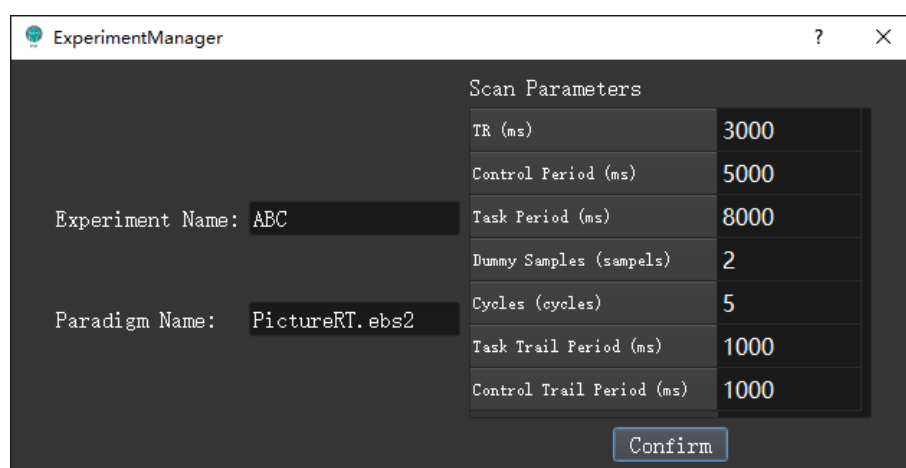 ExperimentManager ? ×
Scan Parameters
TR (ms) 3000
Control Period (ms) 5000
Experiment Name: ABC
Task Period (ms) 8000
Dummy Samples (sampels) 2
Cycles (cycles) 5
Paradigm Name: PictureRT.ebs2
Task Trail Period (ms) 1000
Control Trail Period (ms) 1000
Confirm